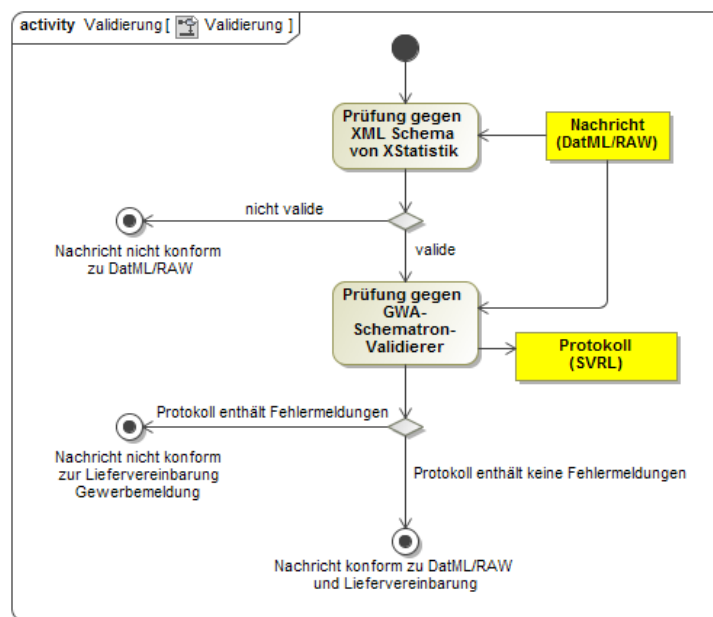 activity Validierung [ Validierung ]
Prüfung gegen
XML Schema
von XStatistik
Nachricht
(DatML/RAW)
nicht valide
Nachricht nicht konform
zu DatML/RAW
valide
Prüfung gegen
GWA-
Schematron-
Validierer
Protokoll
(SVRL)
Protokoll enthält Fehlermeldungen
Nachricht nicht konform
zur Liefervereinbarung
Gewerbemeldung
Protokoll enthält keine Fehlermeldungen
Nachricht konform zu DatML/RAW
und Liefervereinbarung